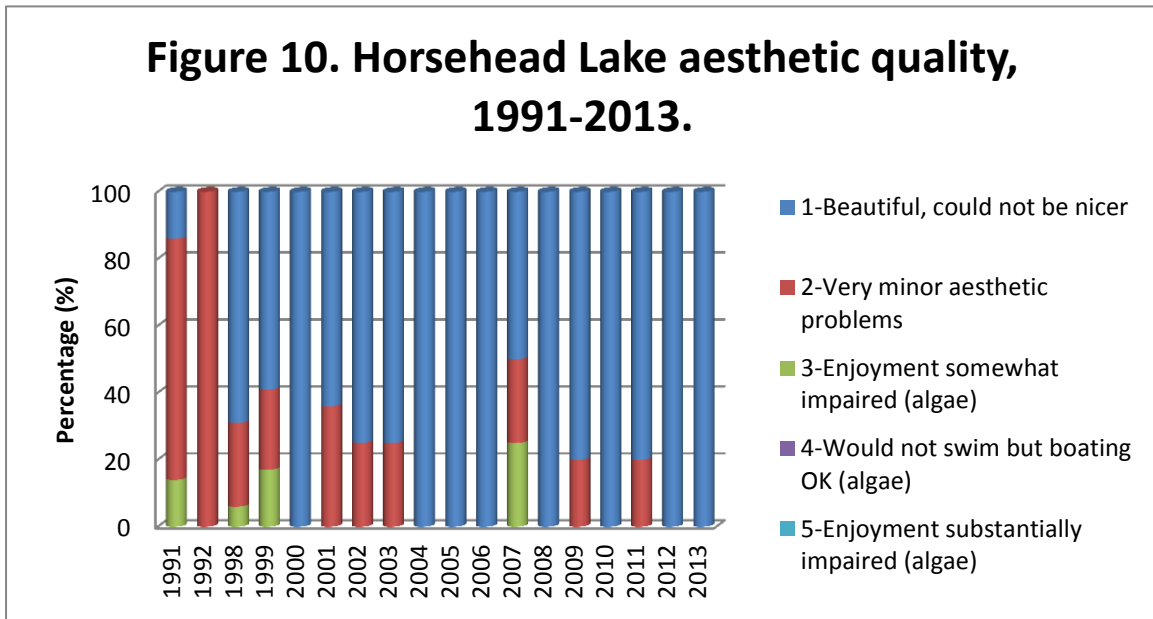 Figure 10. Horsehead Lake aesthetic quality,
1991-2013.
100
80
60
40
20
0
Percentage (%)
1991
1992
1998
1999
2000
2001
2002
2003
2004
2005
2006
2007
2008
2009
2010
2011
2012
2013
1-Beautiful, could not be nicer
2-Very minor aesthetic
problems
3-Enjoyment somewhat
impaired (algae)
4-Would not swim but boating
OK (algae)
5-Enjoyment substantially
impaired (algae)